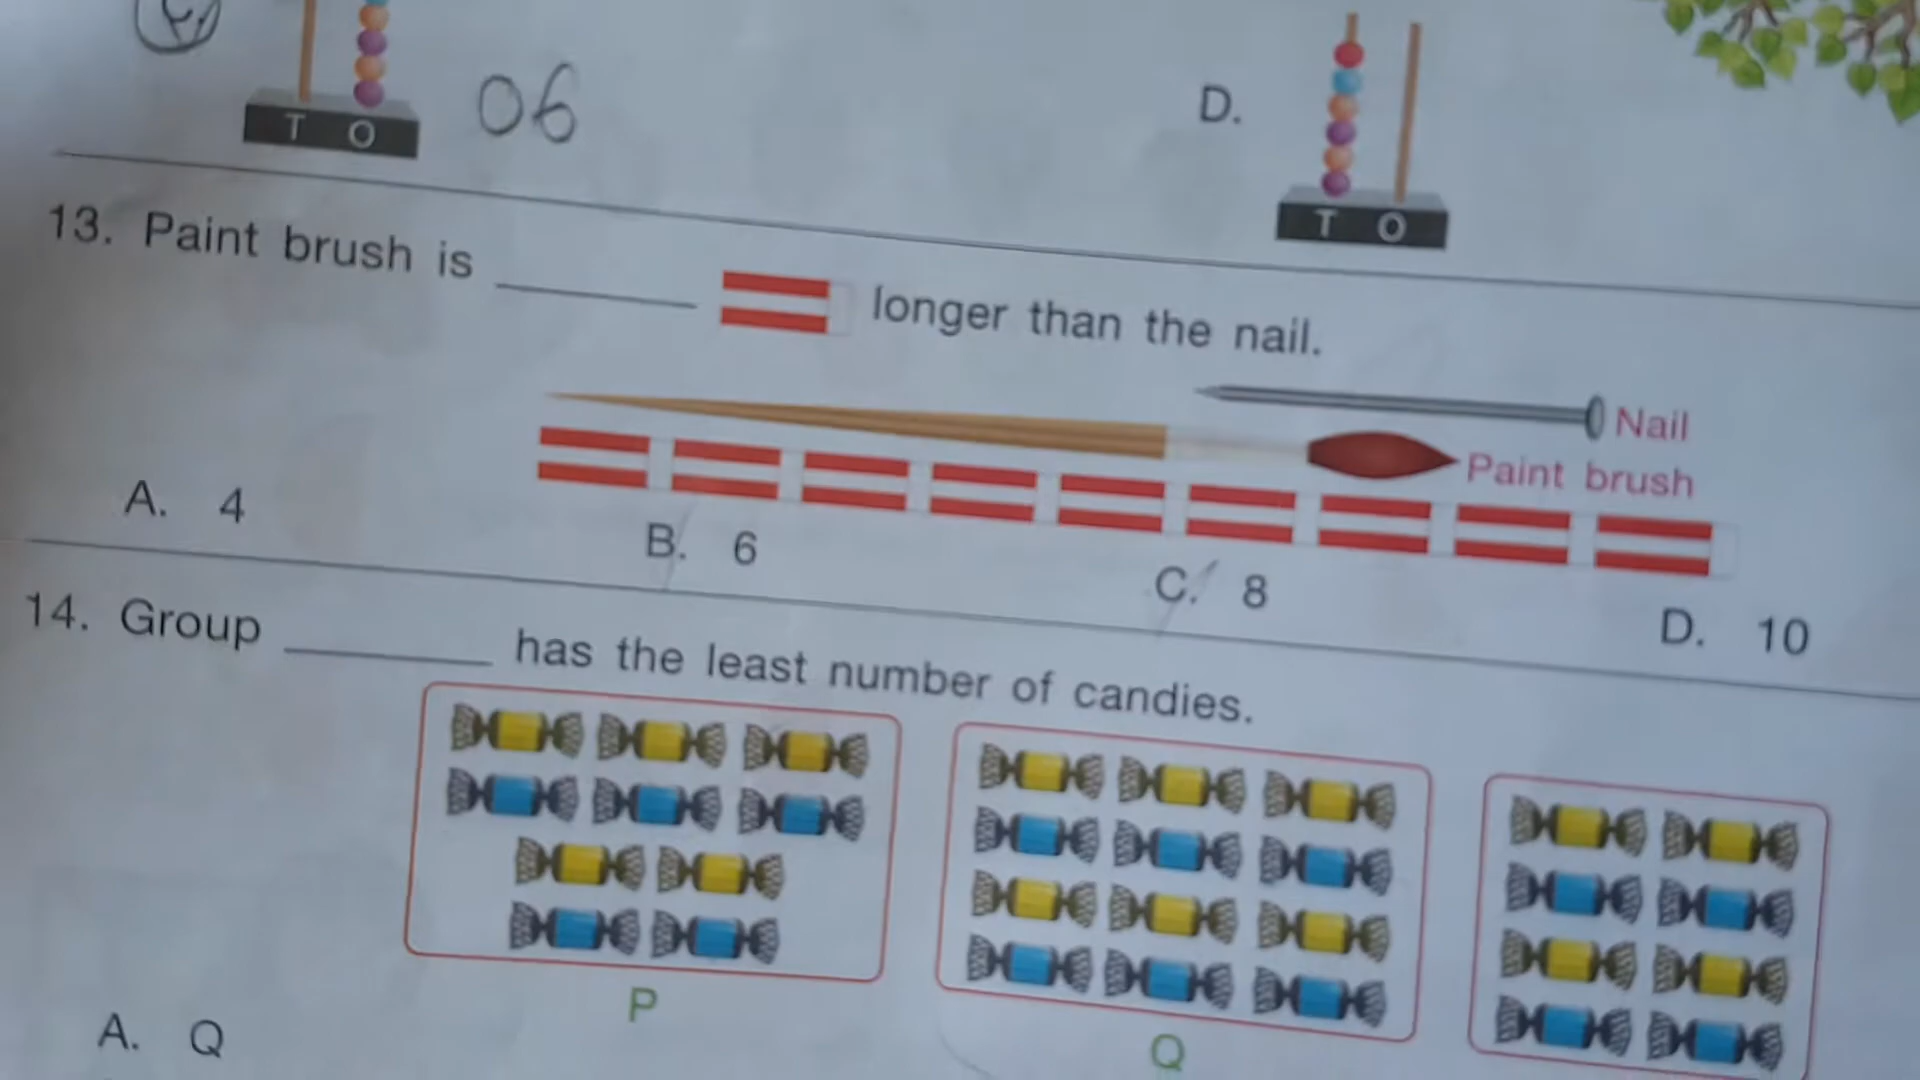 T O
06
D.
T O
13. Paint brush is ______ longer than the nail.
Nail
Paint brush
A. 4
B. 6
C. 8
D. 10
14. Group ______ has the least number of candies.
P
Q
A. Q